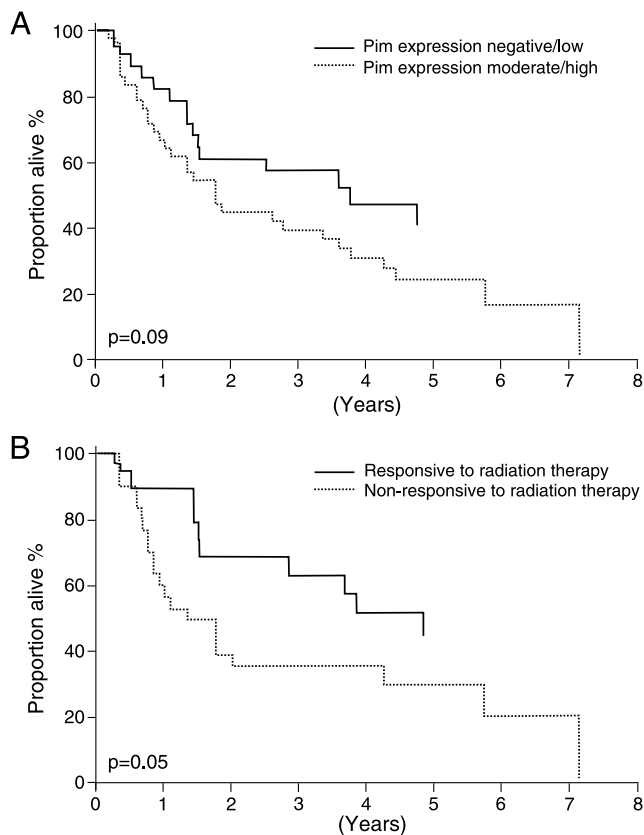 A
Pim expression negative/low
Pim expression moderate/high
Proportion alive %
100
80
60
40
20
0
p=0.09
0 1 2 3 4 5 6 7 8
(Years)
B
Responsive to radiation therapy
Non-responsive to radiation therapy
Proportion alive %
100
80
60
40
20
0
p=0.05
0 1 2 3 4 5 6 7 8
(Years)